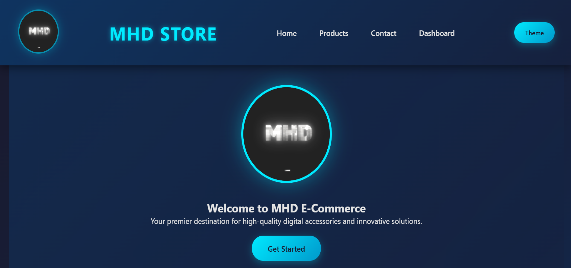 MHD
MHD STORE
Home
Products
Contact
Dashboard
Theme
MHD
Welcome to MHD E-Commerce
Your premier destination for high-quality digital accessories and innovative solutions.
Get Started